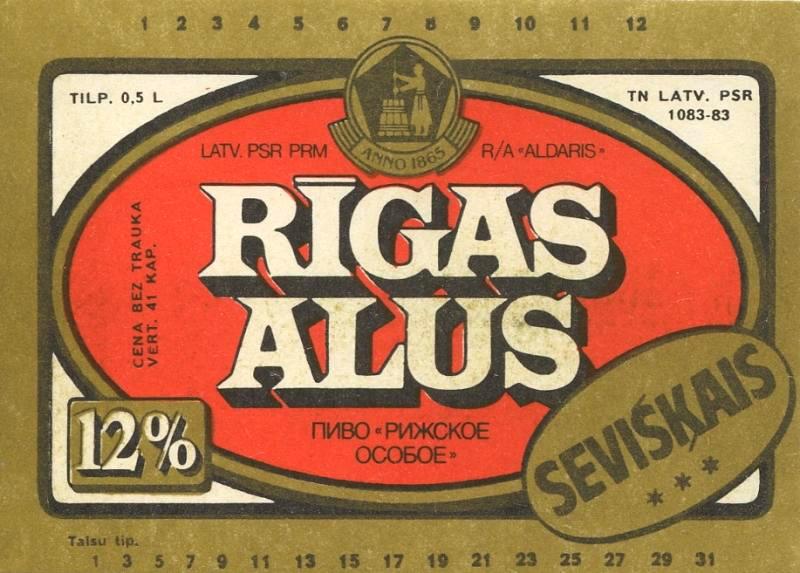 1 2 3 4 5 6 7 8 9 10 11 12
TILP. 0,5 L
TN LATV. PSR
1083-83
LATV. PSR PRM
ANNO 1865
R/A «ALDARIS»
RĪGAS
ALUS
CENA BEZ TRAUKA
VERT. 41 KAP.
12%
ПИВО «РИЖСКОЕ
ОСОБОЕ»
SEVIŠĶAIS
***
Talsu tip.
1 3 5 7 9 11 13 15 17 19 21 23 25 27 29 31